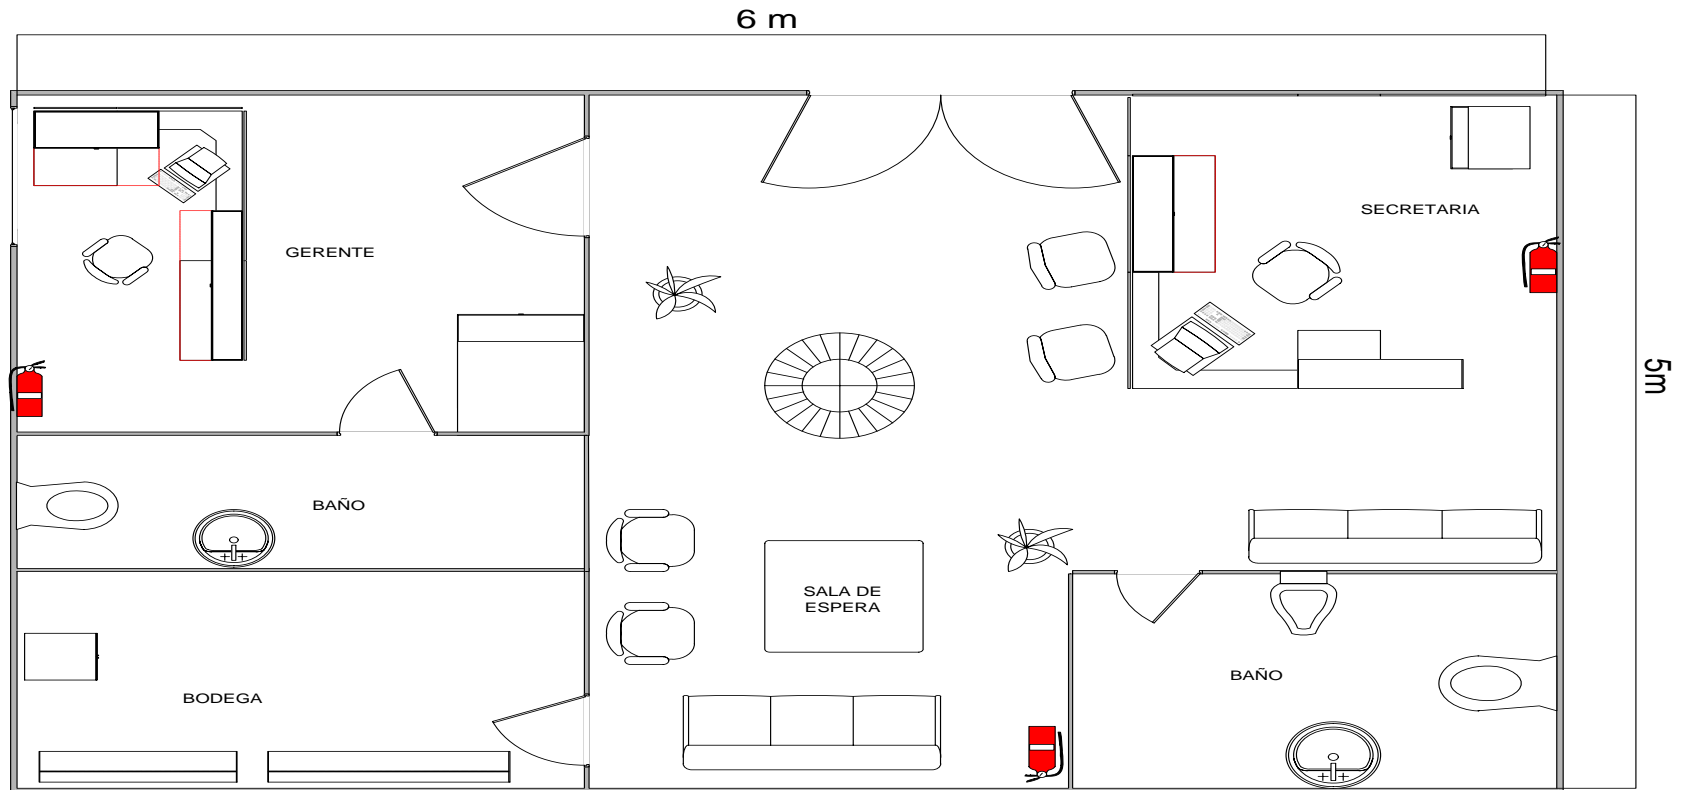 6 m
SECRETARIA
GERENTE
5m
BAÑO
SALA DE
ESPERA
BAÑO
BODEGA